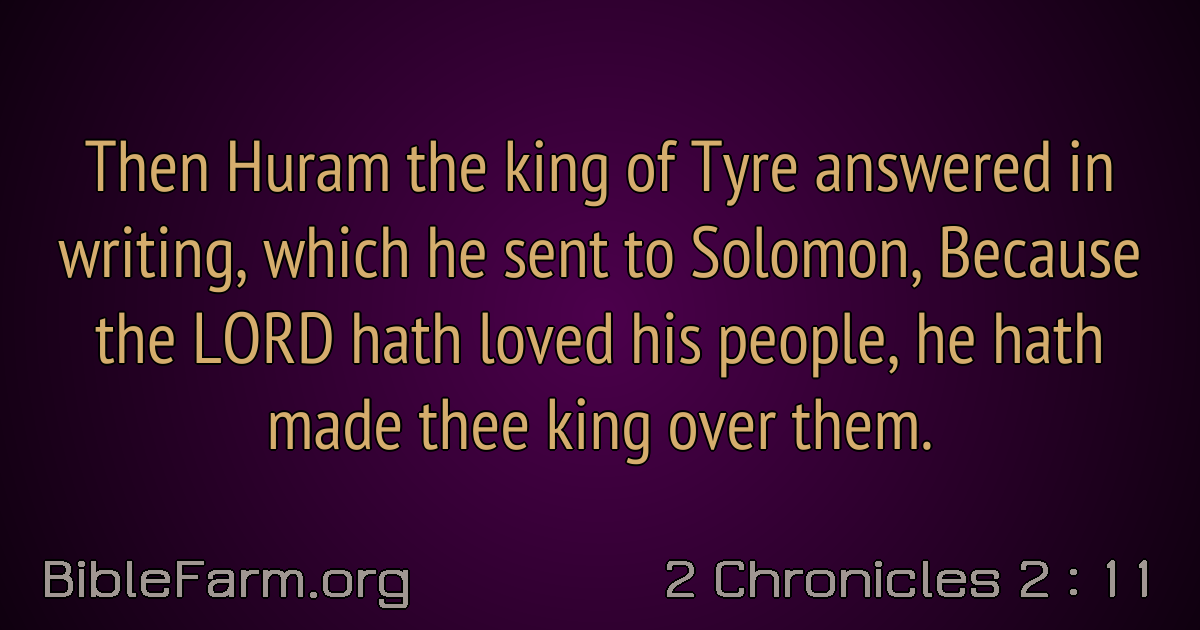 Then Huram the king of Tyre answered in
writing, which he sent to Solomon, Because
the LORD hath loved his people, he hath
made thee king over them.
BibleFarm.org
2 Chronicles 2 : 11